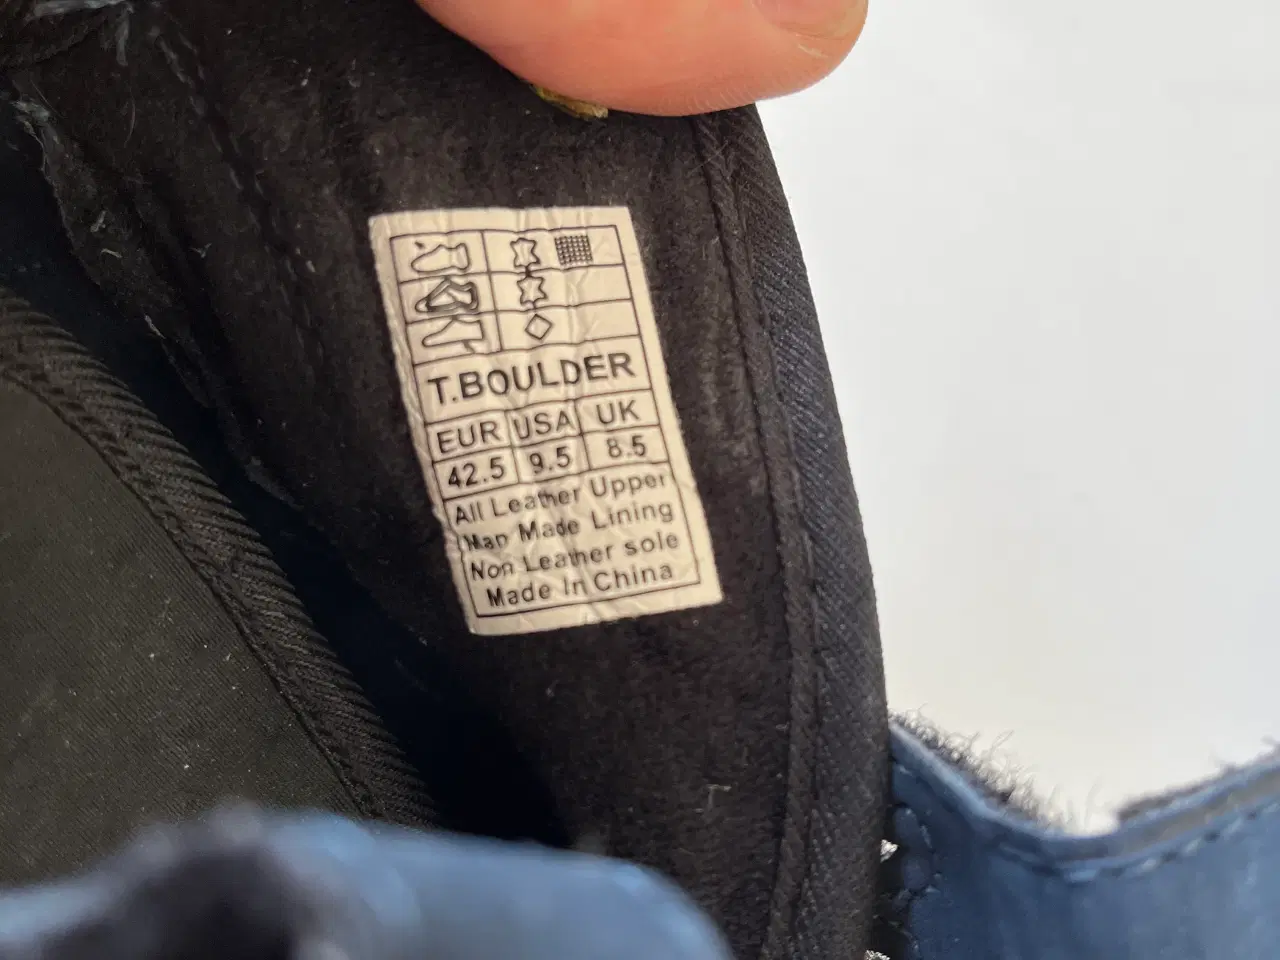 T.BOULDER
EUR USA UK
42.5 9.5 8.5
All Leather Upper
Man Made Lining
Non Leather sole
Made In China